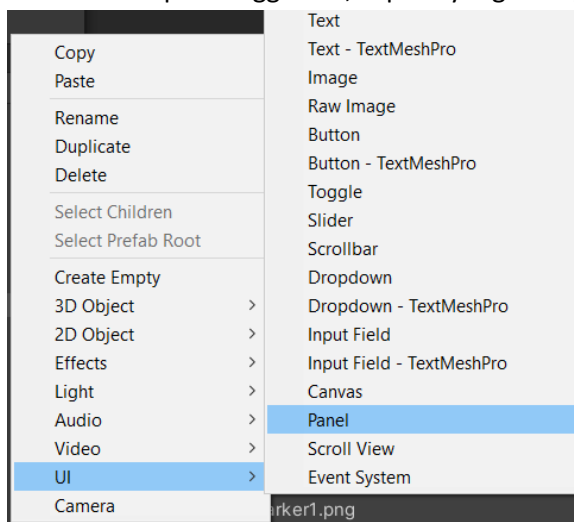 Copy
Paste
Rename
Duplicate
Delete
Select Children
Select Prefab Root
Create Empty
3D Object
2D Object
Effects
Light
Audio
Video
UI
Camera
Text
Text - TextMeshPro
Image
Raw Image
Button
Button - TextMeshPro
Toggle
Slider
Scrollbar
Dropdown
Dropdown - TextMeshPro
Input Field
Input Field - TextMeshPro
Canvas
Panel
Scroll View
Event System
arker1.png